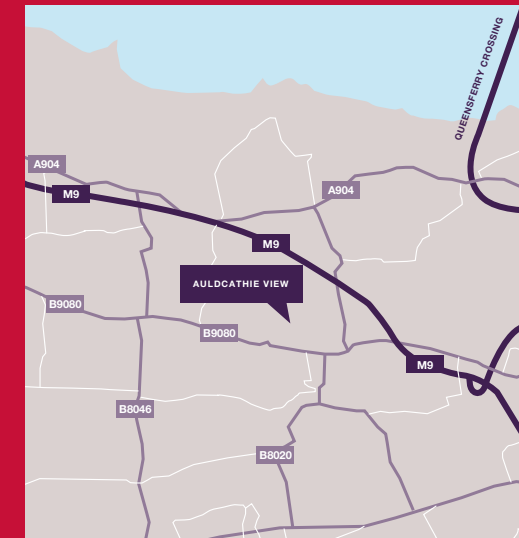 QUEENSFERRY CROSSING
A904
M9
A904
M9
AULDCATHIE VIEW
B9080
B9080
M9
B8046
B8020